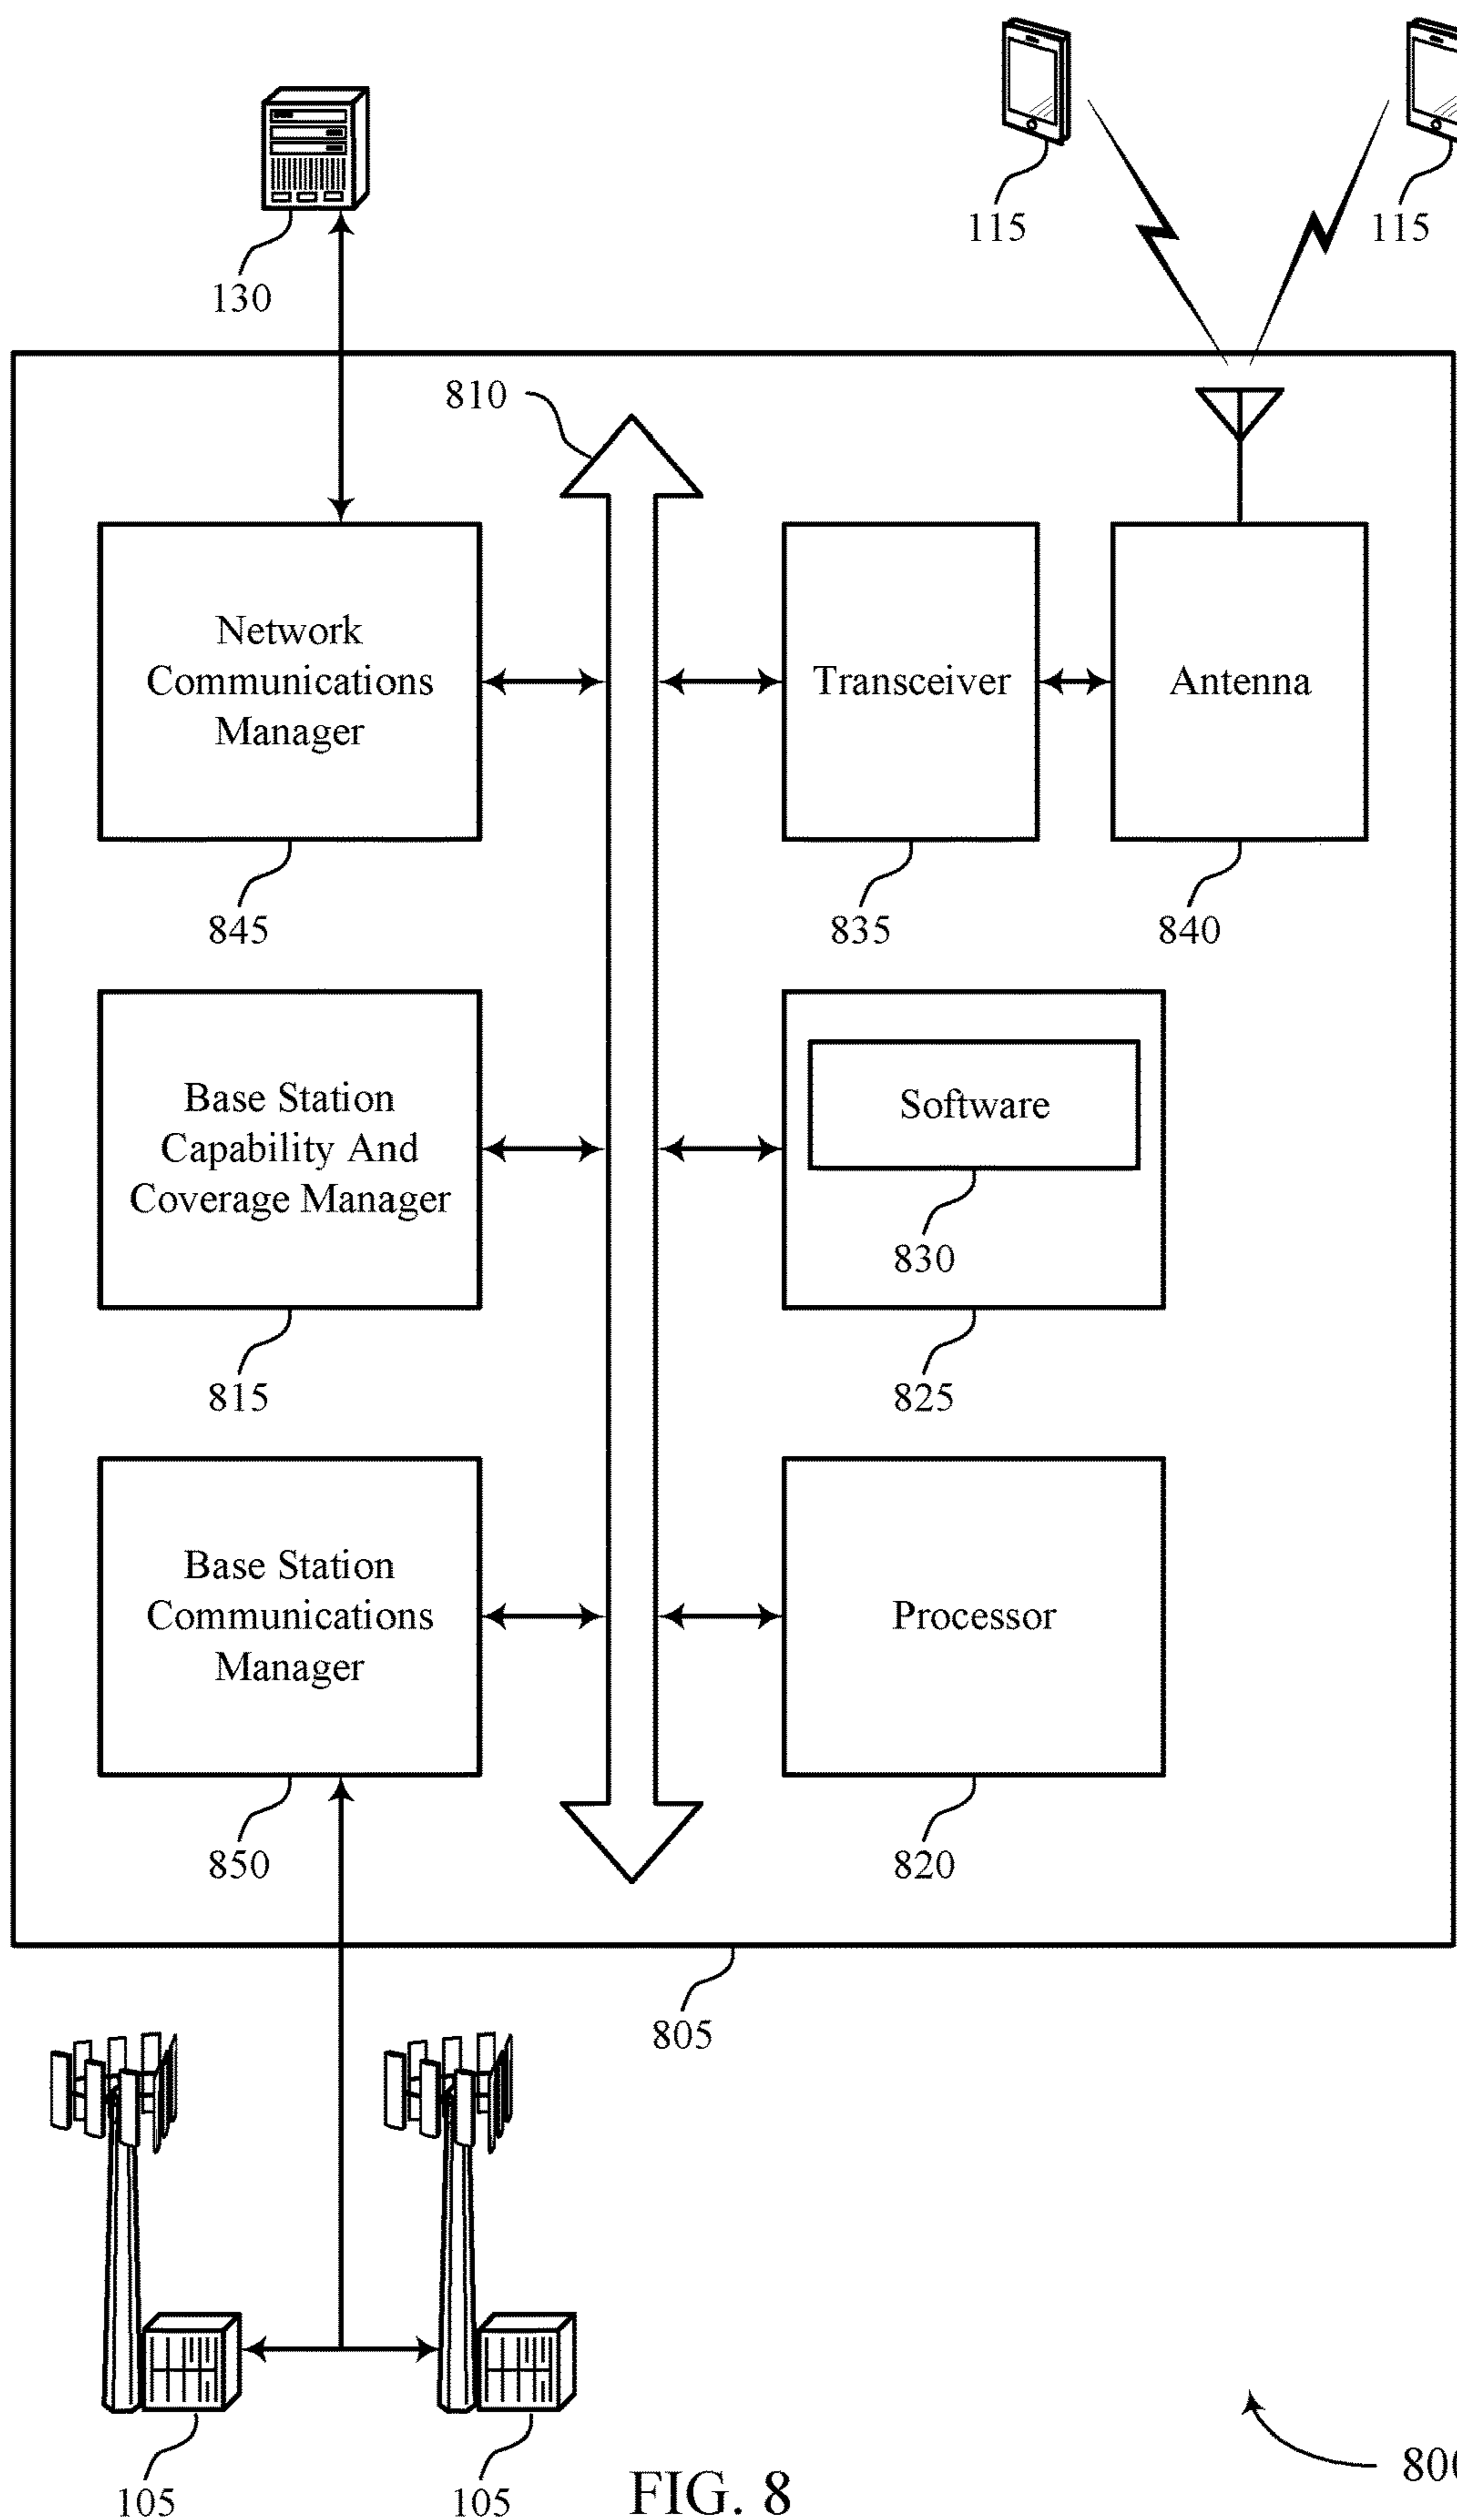 115
115
130
810
Network
Communications
Manager
Transceiver
Antenna
845
835
840
Base Station
Capability And
Coverage Manager
Software
830
815
825
Base Station
Communications
Manager
Processor
850
820
805
105
105
FIG. 8